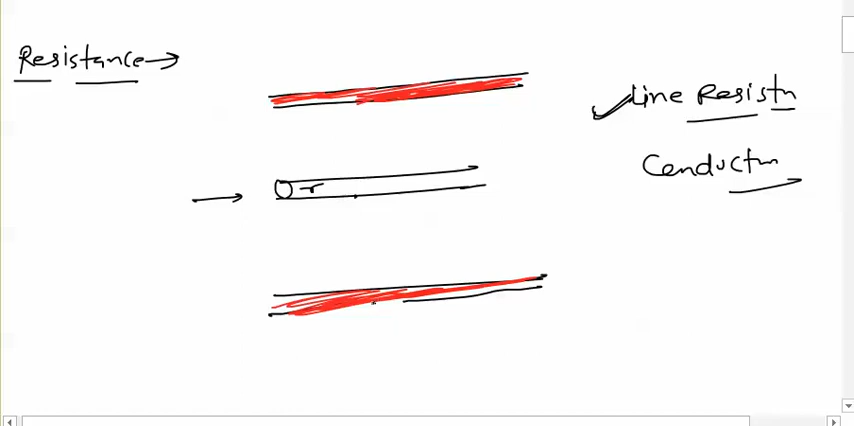 Resistance →
Line Resistn
Conductn
r